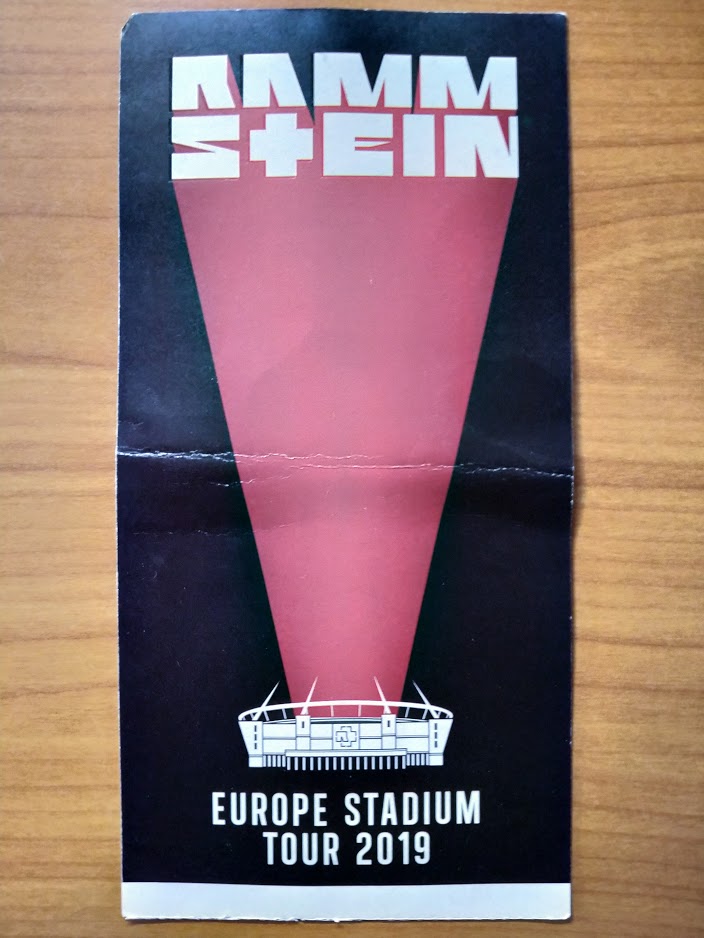 RAMM
STEIN
EUROPE STADIUM
TOUR 2019